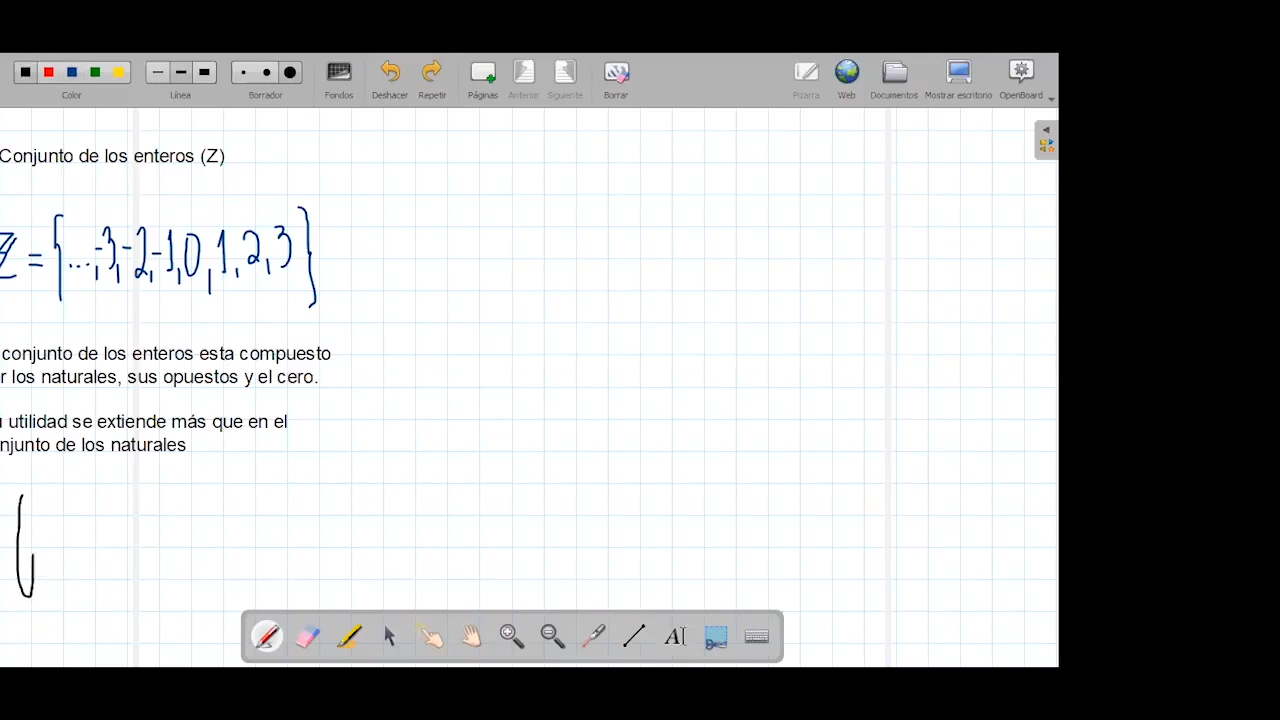 Color
Línea
Borrador
Fondos
Deshacer
Repetir
Páginas
Anterior
Siguiente
Borrar
Pizarra
Web
Documentos
Mostrar escritorio
OpenBoard
Conjunto de los enteros (Z)
Z = {...,-3,-2,-1,0,1,2,3}
conjunto de los enteros esta compuesto
r los naturales, sus opuestos y el cero.
utilidad se extiende más que en el
njunto de los naturales
A